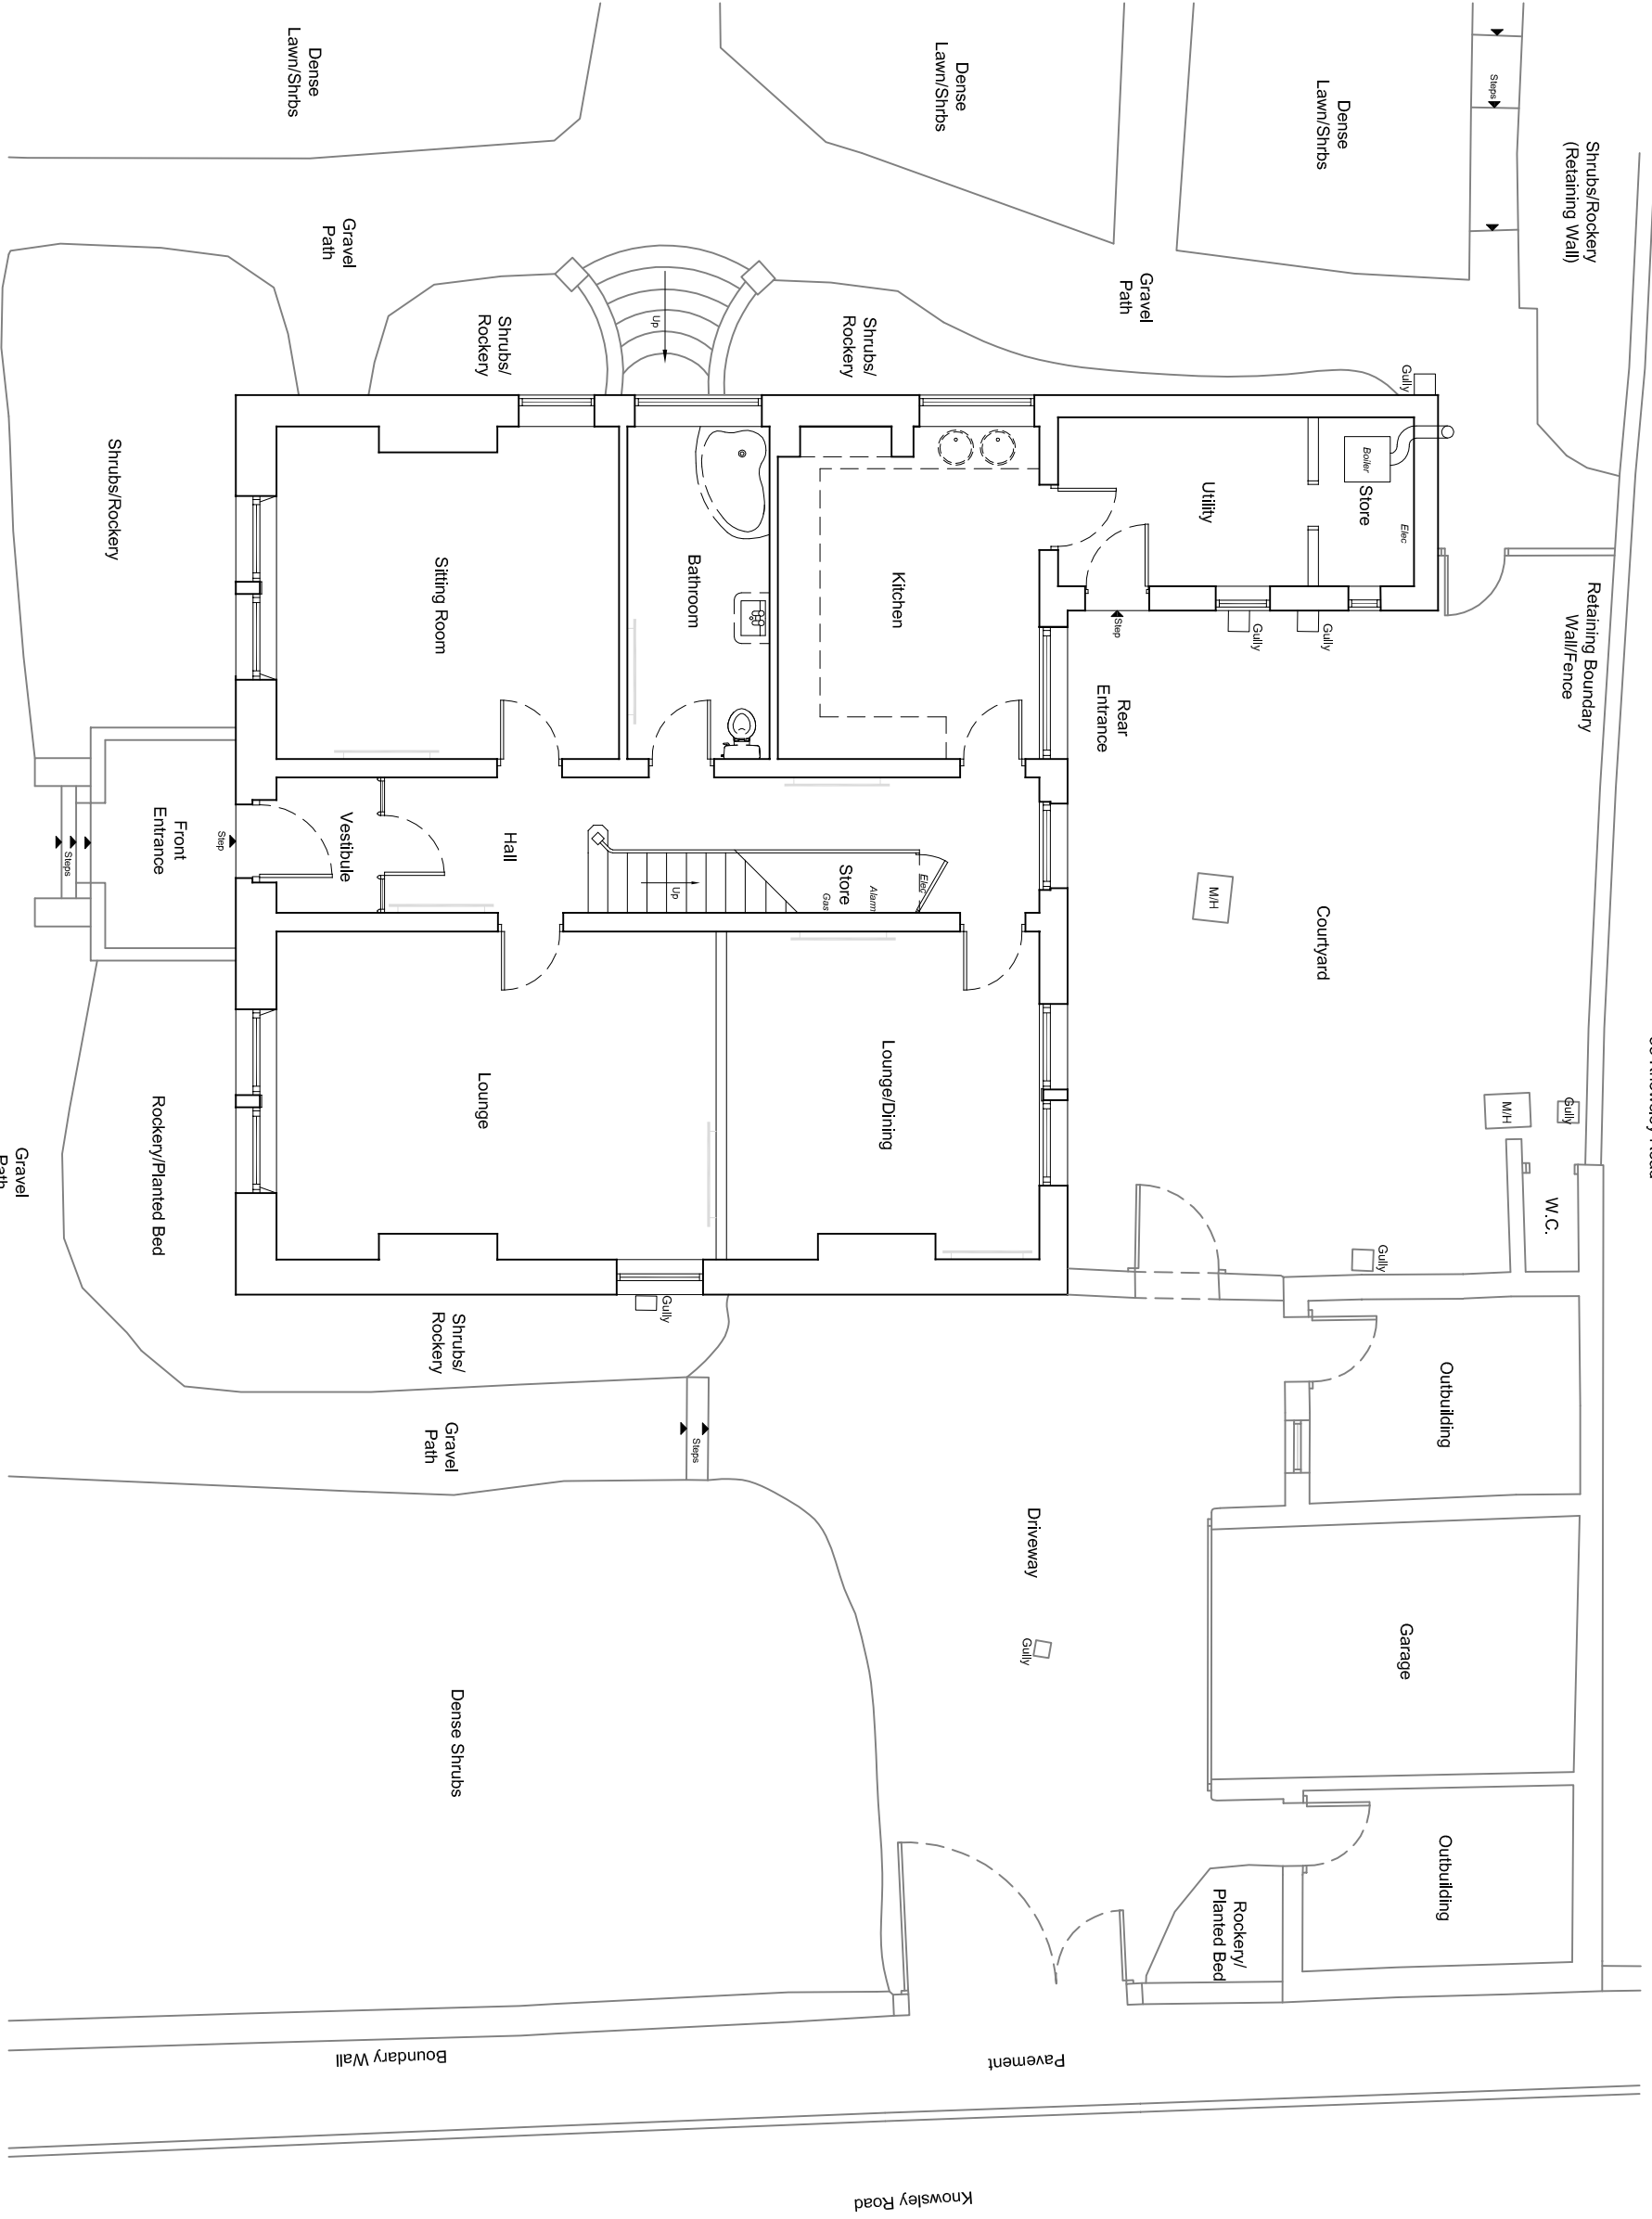 Dense
Lawn/Shrbs
Dense
Lawn/Shrbs
Dense
Lawn/Shrbs
Steps
Shrubs/Rockery
(Retaining Wall)
Gravel
Path
Gravel
Path
Shrubs/
Rockery
Up
Shrubs/
Rockery
Gully
Shrubs/Rockery
Sitting Room
Bathroom
Kitchen
Utility
Boiler
Store
Elec
Retaining Boundary
Wall/Fence
Step
Gully
Gully
Rear
Entrance
Front
Entrance
Steps
Step
Vestibule
Hall
Up
Store
Gas
Alarm
Elec
M/H
Courtyard
Lounge
Lounge/Dining
M/H
Gully
W.C.
Gully
Gravel
Rockery/Planted Bed
Gully
Shrubs/
Rockery
Gravel
Path
Steps
Outbuilding
Driveway
Gully
Garage
Dense Shrubs
Outbuilding
Rockery/
Planted Bed
Boundary Wall
Pavement
Knowsley Road